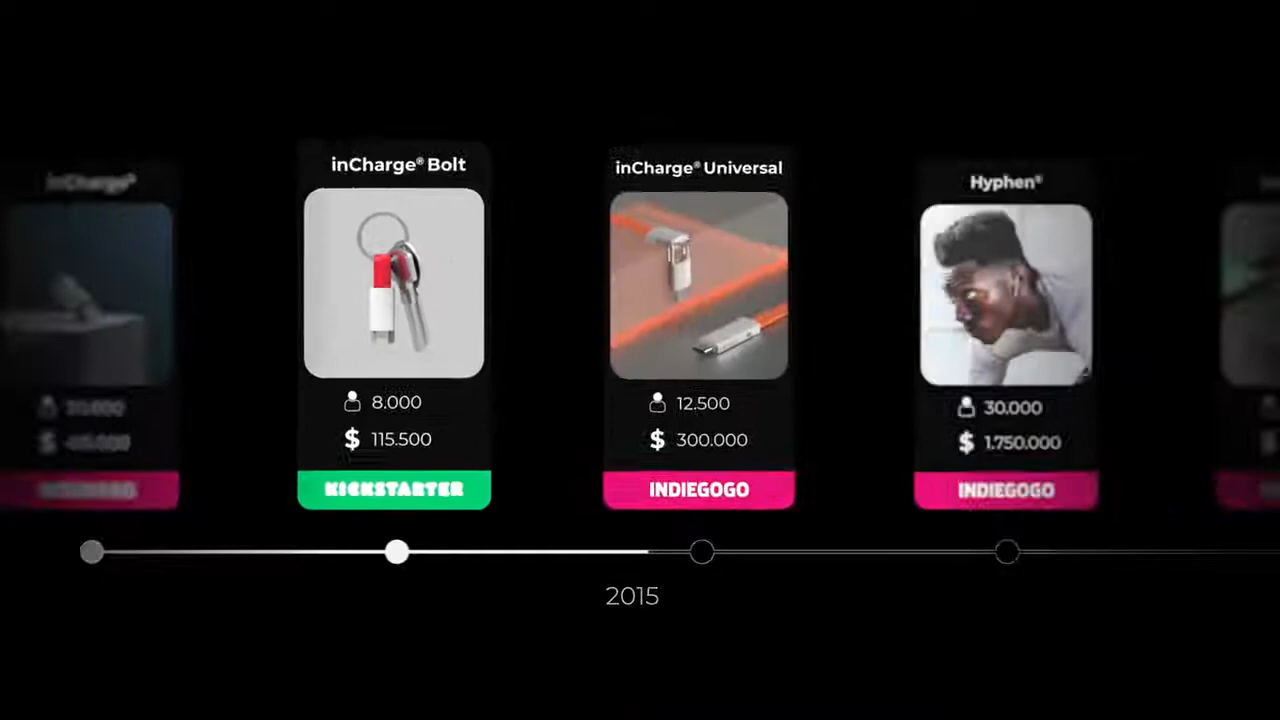 inCharge®
inCharge® Bolt
8.000
115.500
KICKSTARTER
inCharge® Universal
12.500
$ 300.000
INDIEGOGO
Hyphen®
30.000
$ 1.750.000
INDIEGOGO
2015